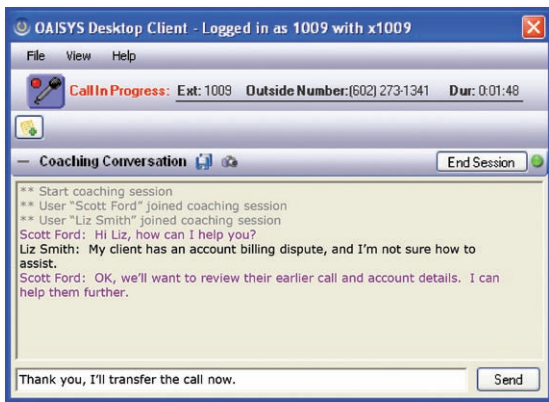 OAISYS Desktop Client - Logged in as 1009 with x1009
File View Help
Call In Progress: Ext: 1009 Outside Number:(602) 273-1341 Dur: 0:01:48
Coaching Conversation End Session
** Start coaching session
** User "Scott Ford" joined coaching session
** User "Liz Smith" joined coaching session
Scott Ford: Hi Liz, how can I help you?
Liz Smith: My client has an account billing dispute, and I'm not sure how to
assist.
Scott Ford: OK, we'll want to review their earlier call and account details. I can
help them further.
Thank you, I'll transfer the call now. Send